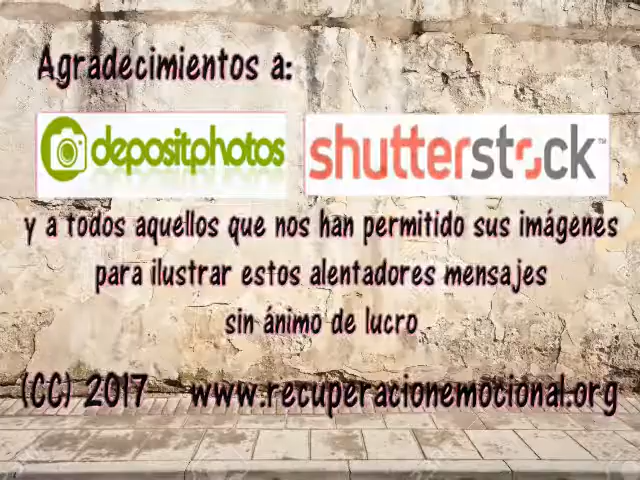 Agradecimientos a:
depositphotos shutterstock™
y a todos aquellos que nos han permitido sus imágenes
para ilustrar estos alentadores mensajes
sin ánimo de lucro
(CC) 2017 www.recuperacionemocional.org